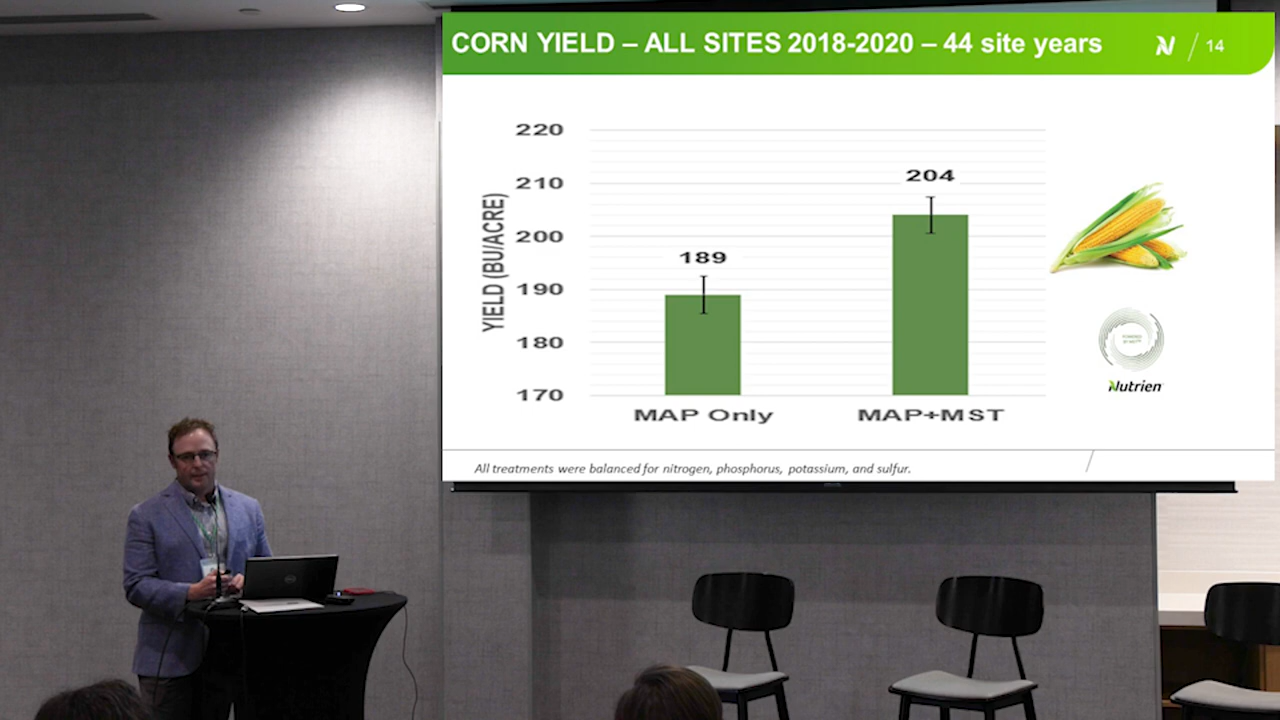 CORN YIELD – ALL SITES 2018-2020 – 44 site years
N / 14
220
210
200
190
180
170
YIELD (BU/ACRE)
189
204
MAP Only
MAP+MST
Nutrien
All treatments were balanced for nitrogen, phosphorus, potassium, and sulfur.